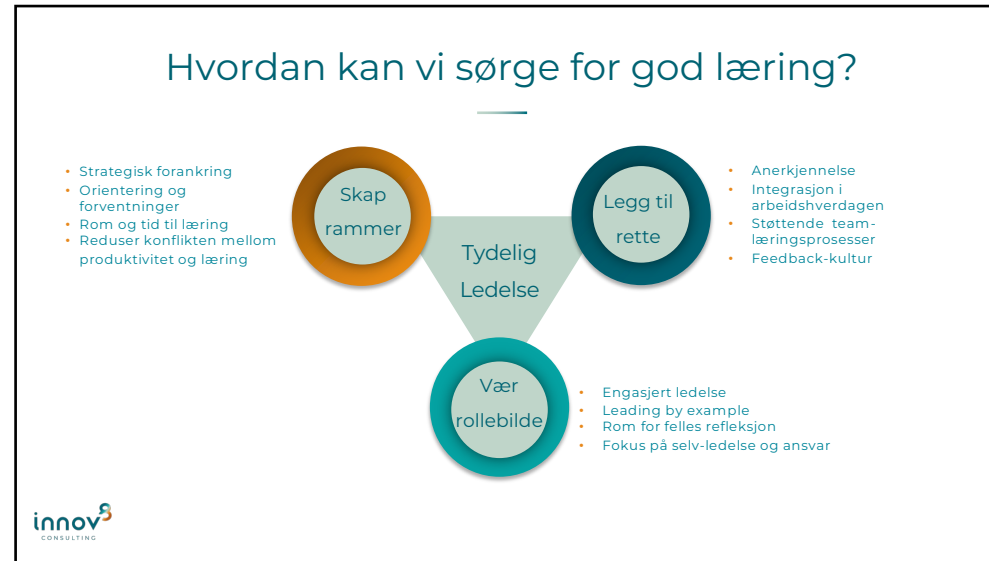 Hvordan kan vi sørge for god læring?
• Strategisk forankring
• Orientering og
forventninger
• Rom og tid til læring
• Reduser konflikten mellom
produktivitet og læring
Skap
rammer
Tydelig
Ledelse
Legg til
rette
• Anerkjennelse
• Integrasjon i
arbeidshverdagen
• Støttende team-
læringsprosesser
• Feedback-kultur
Vær
rollebilde
• Engasjert ledelse
• Leading by example
• Rom for felles refleksjon
• Fokus på selv-ledelse og ansvar
innov8
CONSULTING